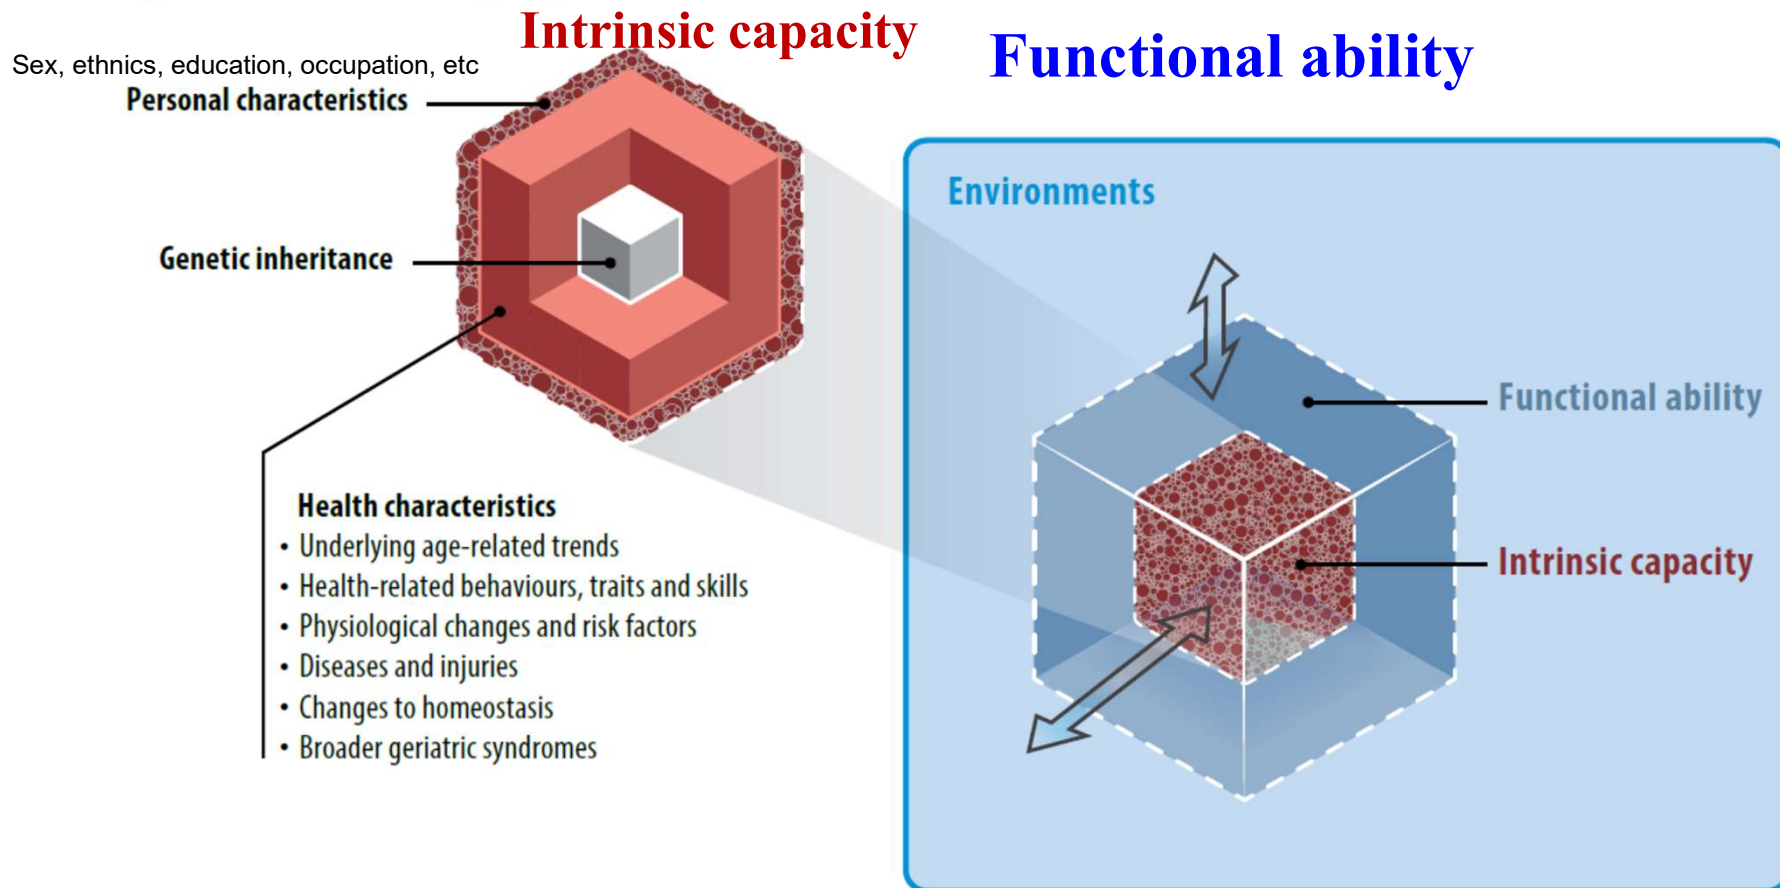 Intrinsic capacity
Functional ability
Sex, ethnics, education, occupation, etc
Personal characteristics
Genetic inheritance
Health characteristics
• Underlying age-related trends
• Health-related behaviours, traits and skills
• Physiological changes and risk factors
• Diseases and injuries
• Changes to homeostasis
• Broader geriatric syndromes
Environments
Functional ability
Intrinsic capacity